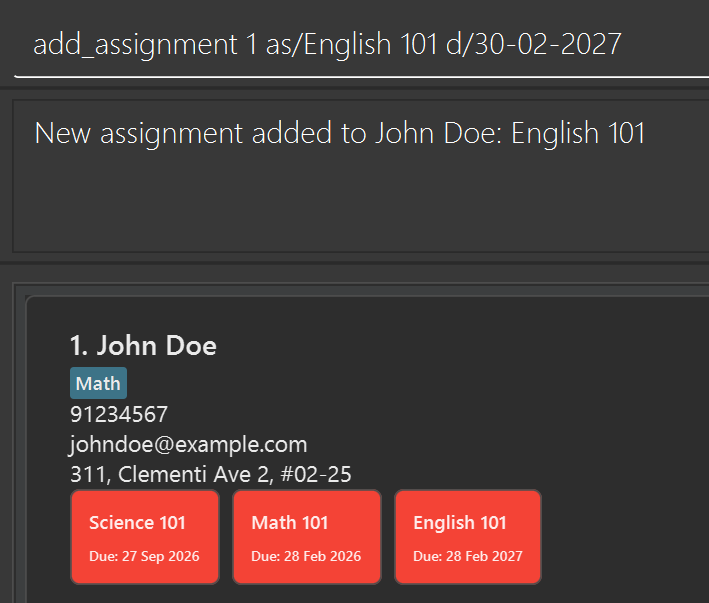 add_assignment 1 as/English 101 d/30-02-2027
New assignment added to John Doe: English 101
1. John Doe
Math
91234567
johndoe@example.com
311, Clementi Ave 2, #02-25
Science 101
Due: 27 Sep 2026
Math 101
Due: 28 Feb 2026
English 101
Due: 28 Feb 2027